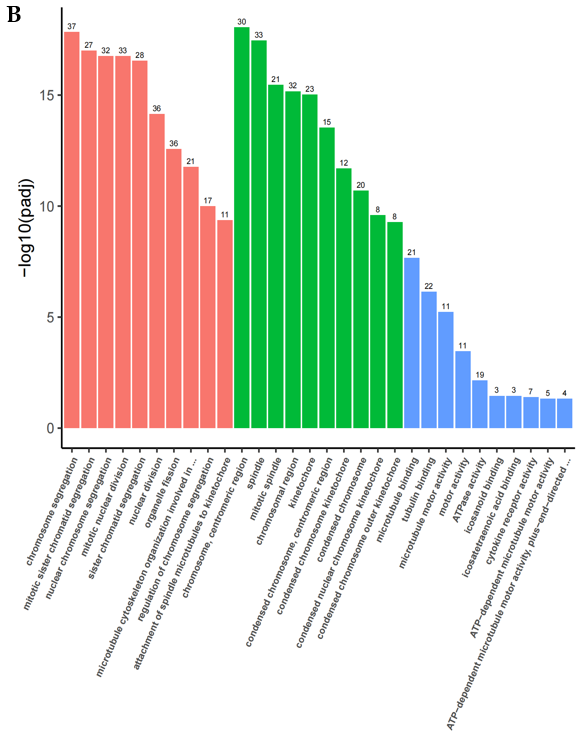 B
37
27
32
33
28
36
36
21
17
11
30
33
21
32
23
15
12
20
8
8
21
22
11
11
19
3
3
7
5
4
−log10(padj)
15
10
5
0
chromosome segregation
mitotic sister chromatid segregation
nuclear chromosome segregation
mitotic nuclear division
sister chromatid segregation
nuclear division
organelle fission
microtubule cytoskeleton organization involved in ...
regulation of chromosome segregation
attachment of spindle microtubules to kinetochore
chromosome, centromeric region
spindle
mitotic spindle
chromosomal region
kinetochore
condensed chromosome, centromeric region
condensed chromosome kinetochore
condensed chromosome
condensed nuclear chromosome kinetochore
condensed chromosome outer kinetochore
microtubule binding
tubulin binding
microtubule motor activity
motor activity
ATPase activity
icosanoid binding
icosatetraenoic acid binding
cytokine receptor activity
ATP−dependent microtubule motor activity
ATP−dependent microtubule motor activity, plus−end−directed ...